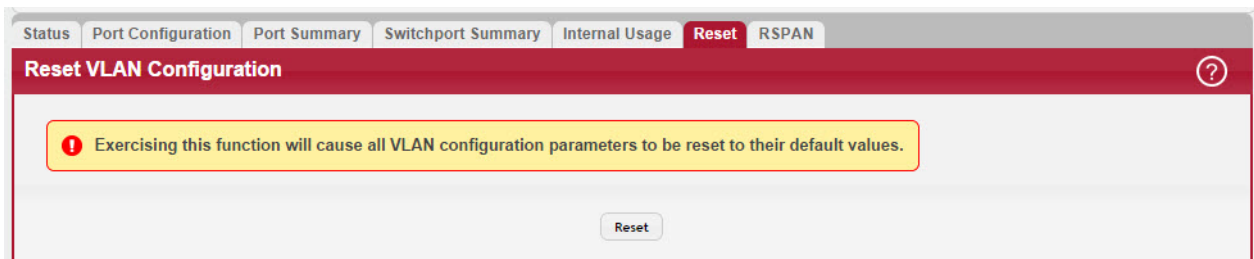 Status Port Configuration Port Summary Switchport Summary Internal Usage Reset RSPAN
Reset VLAN Configuration ?
! Exercising this function will cause all VLAN configuration parameters to be reset to their default values.
Reset